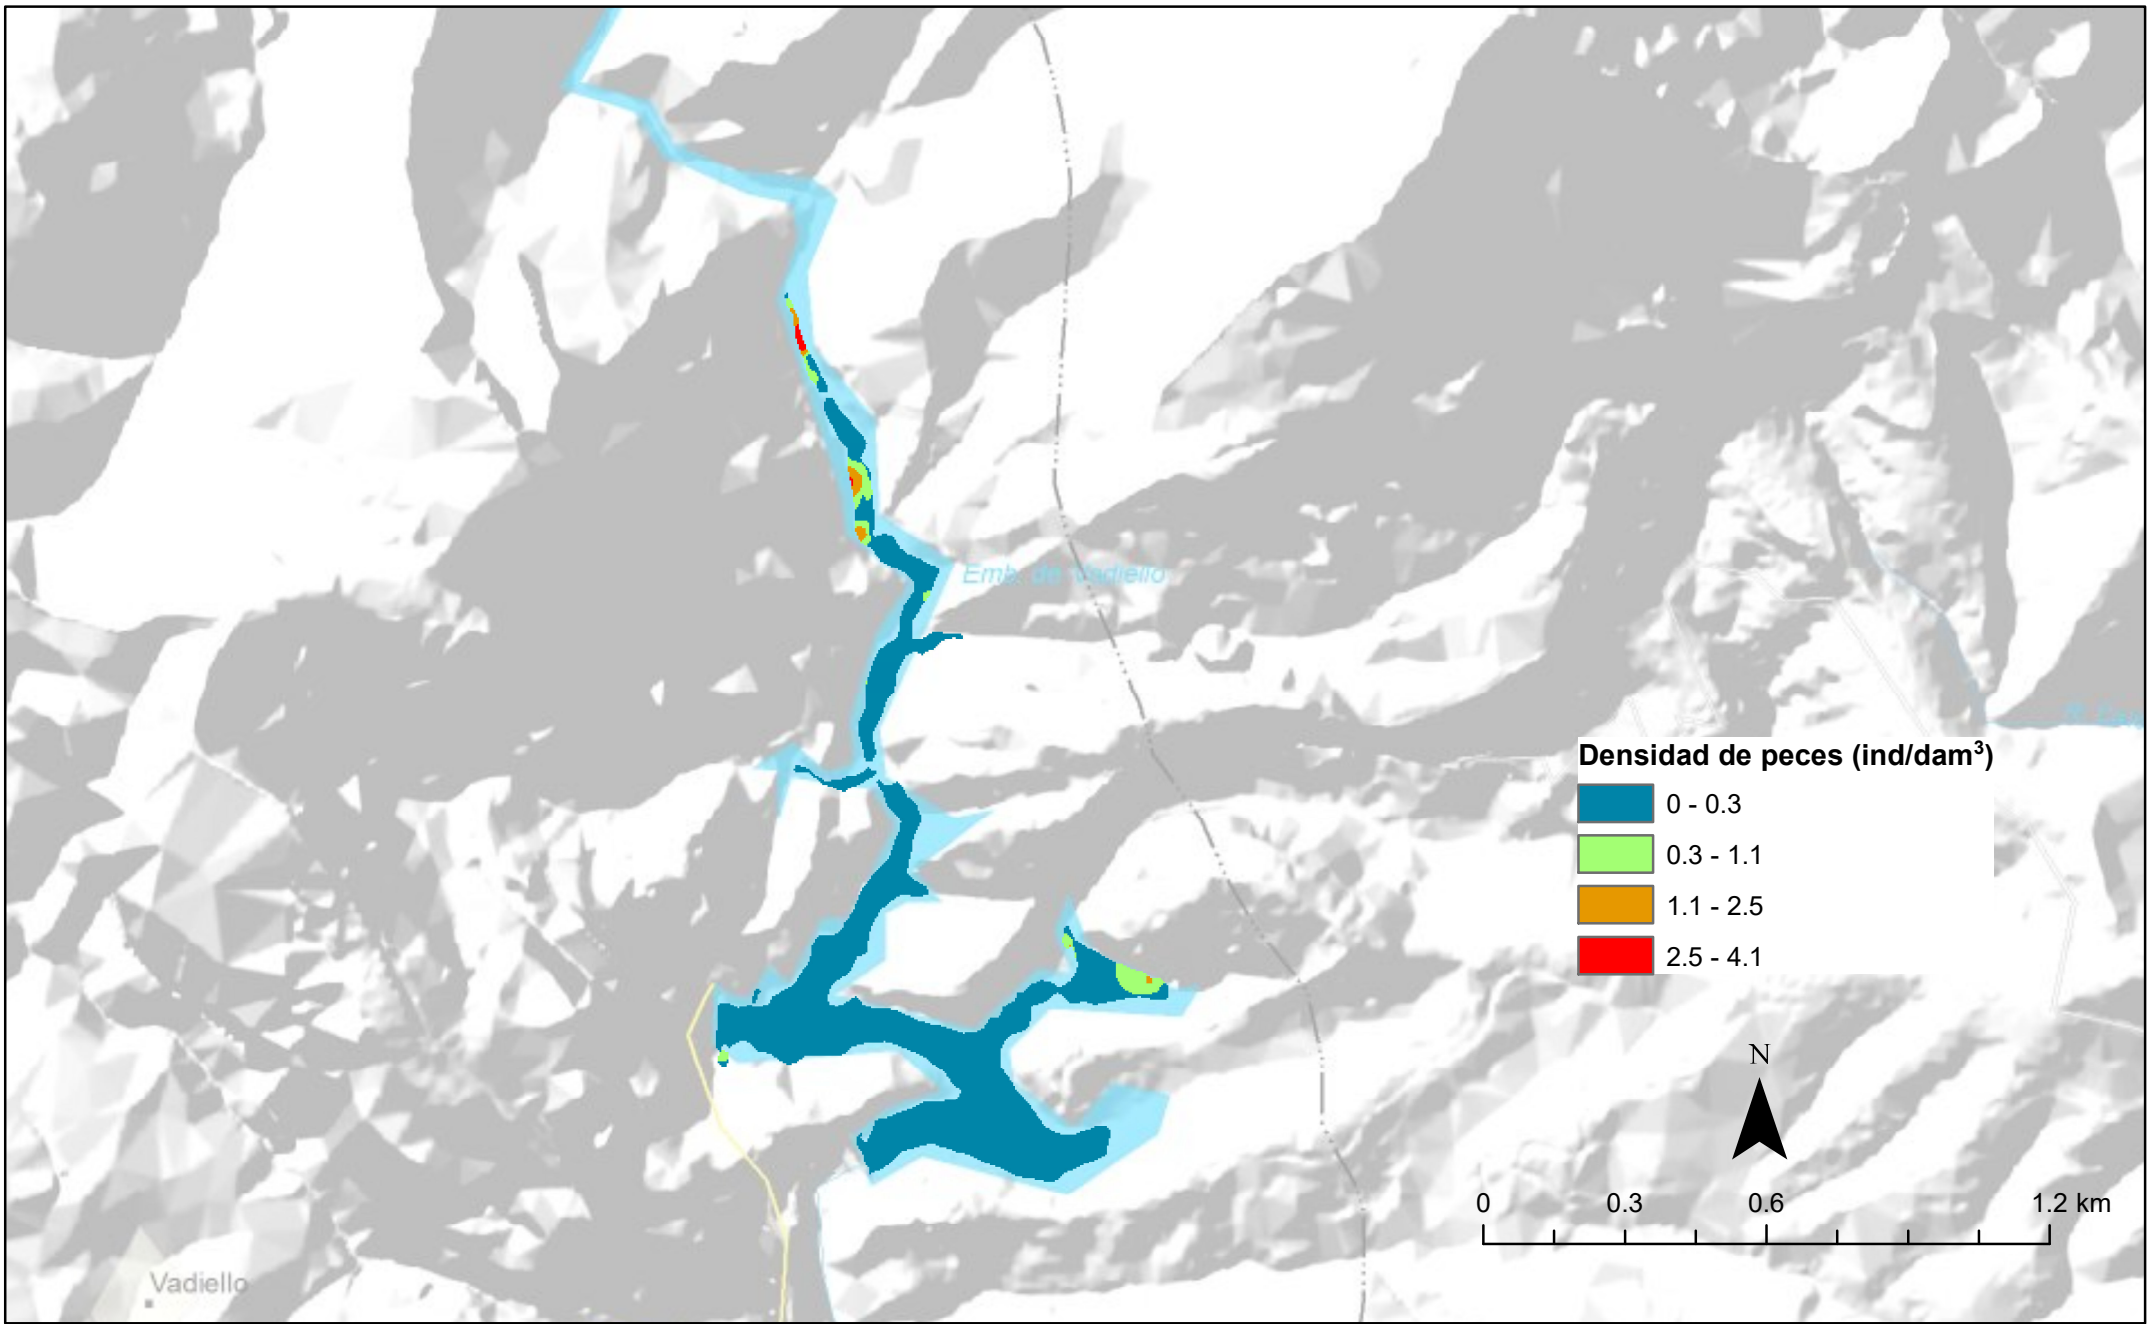 Emb. de Vadiello
Densidad de peces (ind/dam³)
0 - 0.3
0.3 - 1.1
1.1 - 2.5
2.5 - 4.1
N
0 0.3 0.6 1.2 km
Vadiello